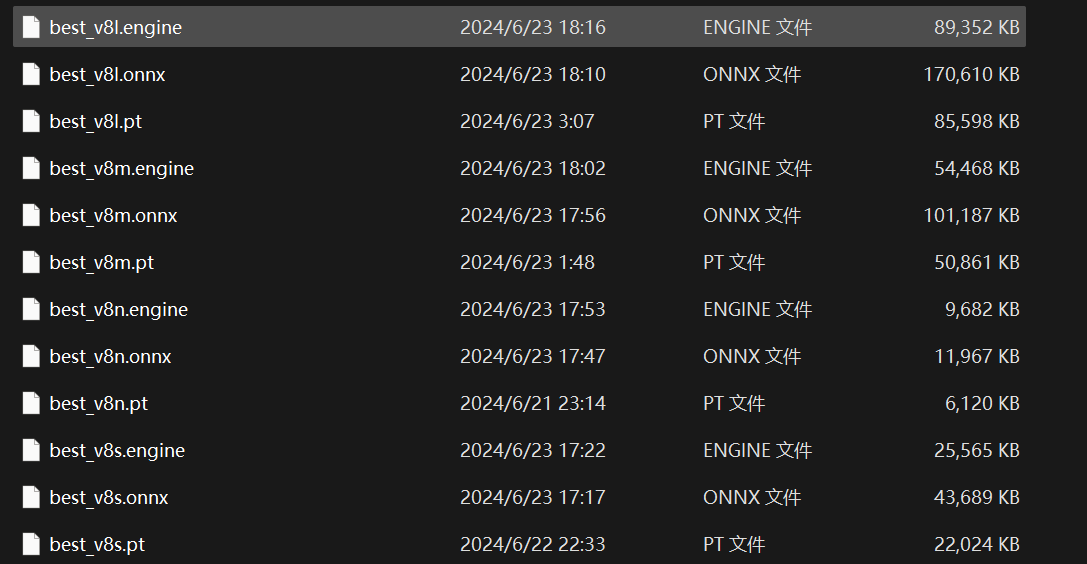 best_v8l.engine 2024/6/23 18:16 ENGINE 文件 89,352 KB
best_v8l.onnx 2024/6/23 18:10 ONNX 文件 170,610 KB
best_v8l.pt 2024/6/23 3:07 PT 文件 85,598 KB
best_v8m.engine 2024/6/23 18:02 ENGINE 文件 54,468 KB
best_v8m.onnx 2024/6/23 17:56 ONNX 文件 101,187 KB
best_v8m.pt 2024/6/23 1:48 PT 文件 50,861 KB
best_v8n.engine 2024/6/23 17:53 ENGINE 文件 9,682 KB
best_v8n.onnx 2024/6/23 17:47 ONNX 文件 11,967 KB
best_v8n.pt 2024/6/21 23:14 PT 文件 6,120 KB
best_v8s.engine 2024/6/23 17:22 ENGINE 文件 25,565 KB
best_v8s.onnx 2024/6/23 17:17 ONNX 文件 43,689 KB
best_v8s.pt 2024/6/22 22:33 PT 文件 22,024 KB